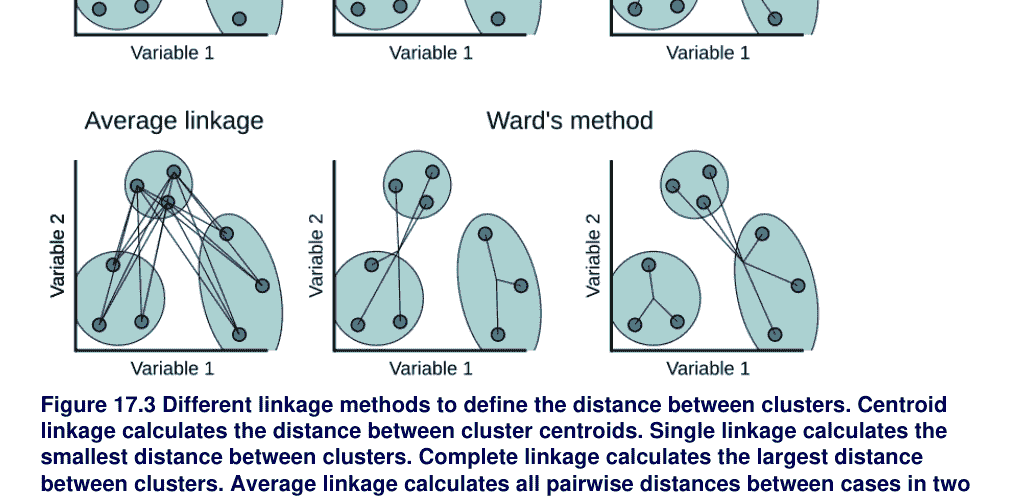 Variable 1 Variable 1 Variable 1
Average linkage Ward's method
Variable 2 Variable 2 Variable 2
Variable 1 Variable 1 Variable 1
Figure 17.3 Different linkage methods to define the distance between clusters. Centroid
linkage calculates the distance between cluster centroids. Single linkage calculates the
smallest distance between clusters. Complete linkage calculates the largest distance
between clusters. Average linkage calculates all pairwise distances between cases in two